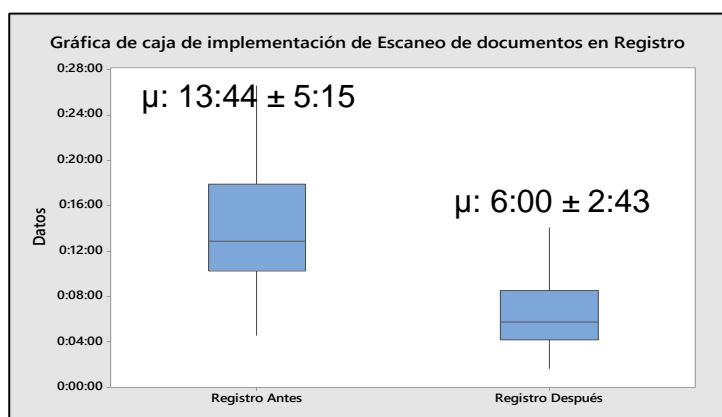 Gráfica de caja de implementación de Escaneo de documentos en Registro
0:28:00
μ: 13:44 ± 5:15
0:24:00
0:20:00
0:16:00
μ: 6:00 ± 2:43
0:12:00
0:08:00
0:04:00
0:00:00
Datos
Registro Antes
Registro Después